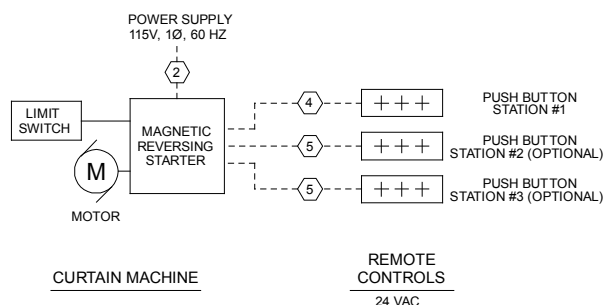 POWER SUPPLY
115V, 1Ø, 60 HZ
2
LIMIT
SWITCH
MAGNETIC
REVERSING
STARTER
M
MOTOR
4
+ + +
PUSH BUTTON
STATION #1
5
+ + +
PUSH BUTTON
STATION #2 (OPTIONAL)
5
+ + +
PUSH BUTTON
STATION #3 (OPTIONAL)
CURTAIN MACHINE
REMOTE
CONTROLS
24 VAC